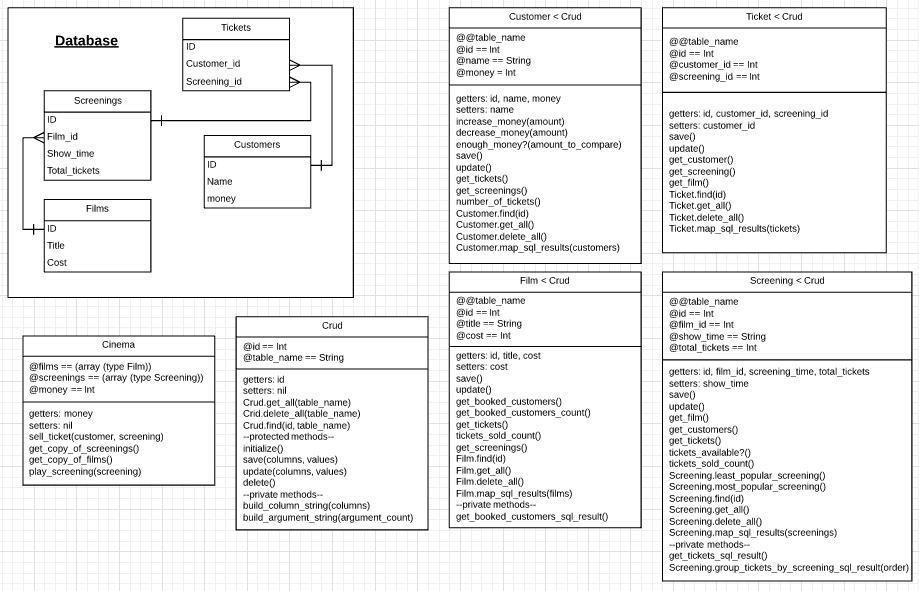 Database
Tickets
ID
Customer_id
Screening_id
Screenings
ID
Film_id
Show_time
Total_tickets
Customers
ID
Name
money
Films
ID
Title
Cost
Customer < Crud
@@table_name
@id == Int
@name == String
@money = Int
getters: id, name, money
setters: name
increase_money(amount)
decrease_money(amount)
enough_money?(amount_to_compare)
save()
update()
get_tickets()
get_screenings()
number_of_tickets()
Customer.find(id)
Customer.get_all()
Customer.delete_all()
Customer.map_sql_results(customers)
Ticket < Crud
@@table_name
@id == Int
@customer_id == Int
@screening_id == Int
getters: id, customer_id, screening_id
setters: customer_id
save()
update()
get_customer()
get_screening()
get_film()
Ticket.find(id)
Ticket.get_all()
Ticket.delete_all()
Ticket.map_sql_results(tickets)
Cinema
@films == (array (type Film))
@screenings == (array (type Screening))
@money == Int
getters: money
setters: nil
sell_ticket(customer, screening)
get_copy_of_screenings()
get_copy_of_films()
play_screening(screening)
Crud
@id == Int
@table_name == String
getters: id
setters: nil
Crud.get_all(table_name)
Crid.delete_all(table_name)
Crud.find(id, table_name)
--protected methods--
initialize()
save(columns, values)
update(columns, values)
delete()
--private methods--
build_column_string(columns)
build_argument_string(argument_count)
Film < Crud
@@table_name
@id == Int
@title == String
@cost == Int
getters: id, title, cost
setters: cost
save()
update()
get_booked_customers()
get_booked_customers_count()
get_tickets()
tickets_sold_count()
get_screenings()
Film.find(id)
Film.get_all()
Film.delete_all()
Film.map_sql_results(films)
--private methods--
get_booked_customers_sql_result()
Screening < Crud
@@table_name
@id == Int
@film_id == Int
@show_time == String
@total_tickets == Int
getters: id, film_id, screening_time, total_tickets
setters: show_time
save()
update()
get_film()
get_customers()
get_tickets()
tickets_available?()
tickets_sold_count()
Screening.least_popular_screening()
Screening.most_popular_screening()
Screening.find(id)
Screening.get_all()
Screening.delete_all()
Screening.map_sql_results(screenings)
--private methods--
get_tickets_sql_result()
Screening.group_tickets_by_screening_sql_result(order)